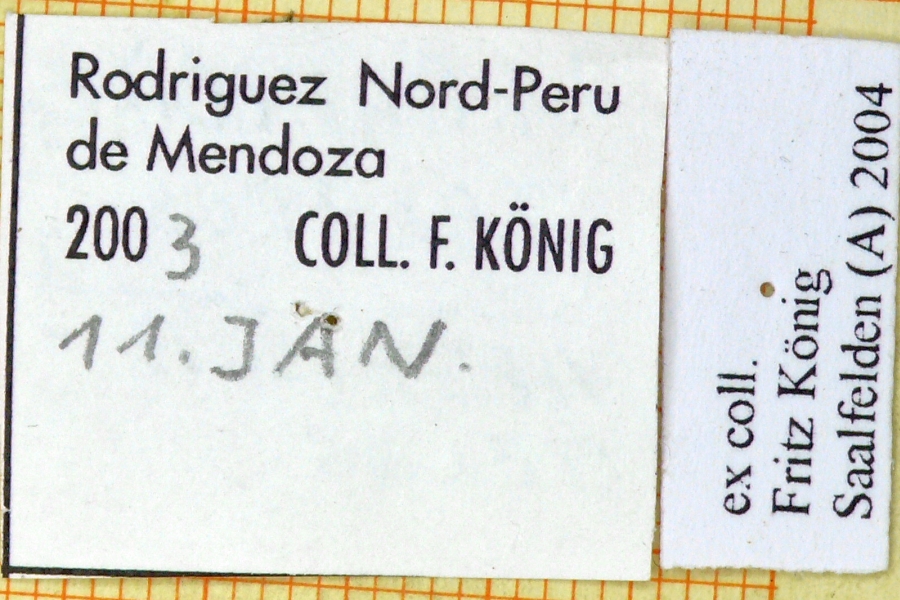 Rodriguez Nord-Peru
de Mendoza
2003 COLL. F. KÖNIG
11. JAN.
ex coll.
Fritz König
Saalfelden (A) 2004